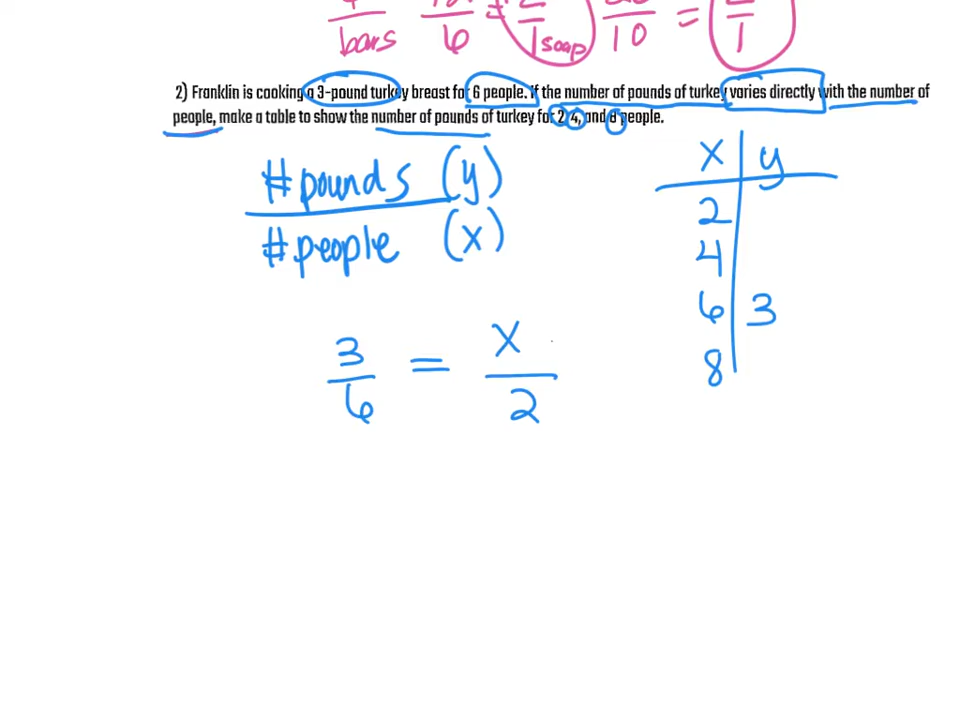 bars 6 1 soap 10 = 1
2) Franklin is cooking a 3-pound turkey breast for 6 people. If the number of pounds of turkey varies directly with the number of
people, make a table to show the number of pounds of turkey for 2, 4, and 8 people.
#pounds (y)
#people (x)
x y
2
4
6 3
8
3/6 = x/2